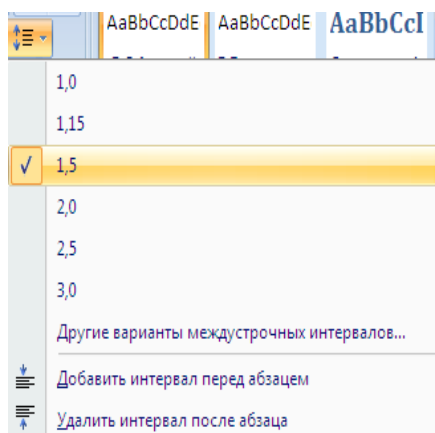 AaBbCcDdE AaBbCcDdE AaBbCcI
1,0
1,15
1,5
2,0
2,5
3,0
Другие варианты междустрочных интервалов...
Добавить интервал перед абзацем
Удалить интервал после абзаца